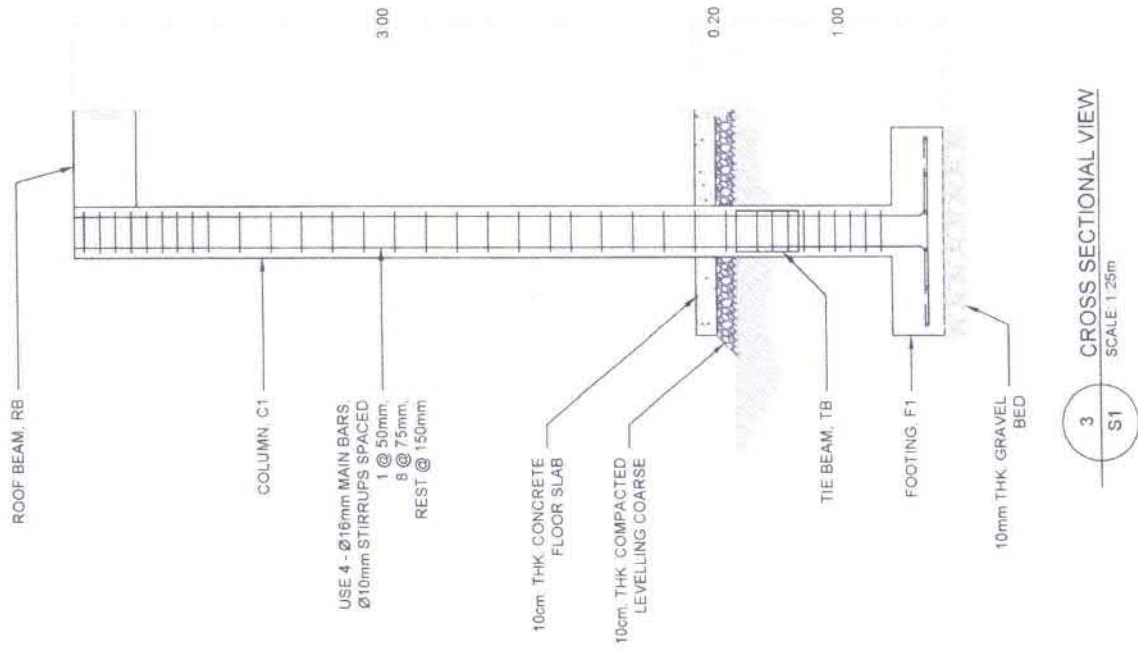 ROOF BEAM, RB
3.00
COLUMN, C1
USE 4 - Ø16mm MAIN BARS,
Ø10mm STIRRUPS SPACED
1 @ 50mm,
8 @ 75mm,
REST @ 150mm
10cm. THK. CONCRETE
FLOOR SLAB
0.20
10cm. THK. COMPACTED
LEVELLING COARSE
1.00
TIE BEAM, TB
FOOTING, F1
10mm THK. GRAVEL
BED
3
S1
CROSS SECTIONAL VIEW
SCALE: 1:25m